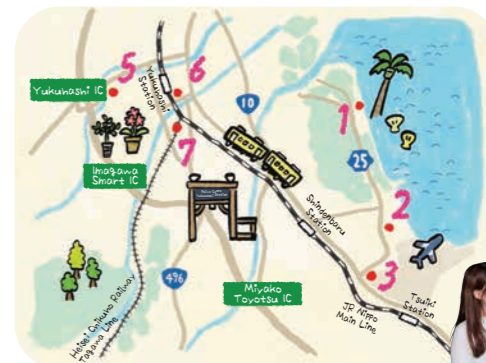 Yukuhashi IC
5
6
Yukuhashi
Station
10
1
Imagawa
Smart IC
7
25
2
Shindenbaru
Station
3
496
Miyako
Toyotsu IC
Tsuiki
Station
JR Nippo
Main Line
Heisei Chikuho Railway
Tagawa Line